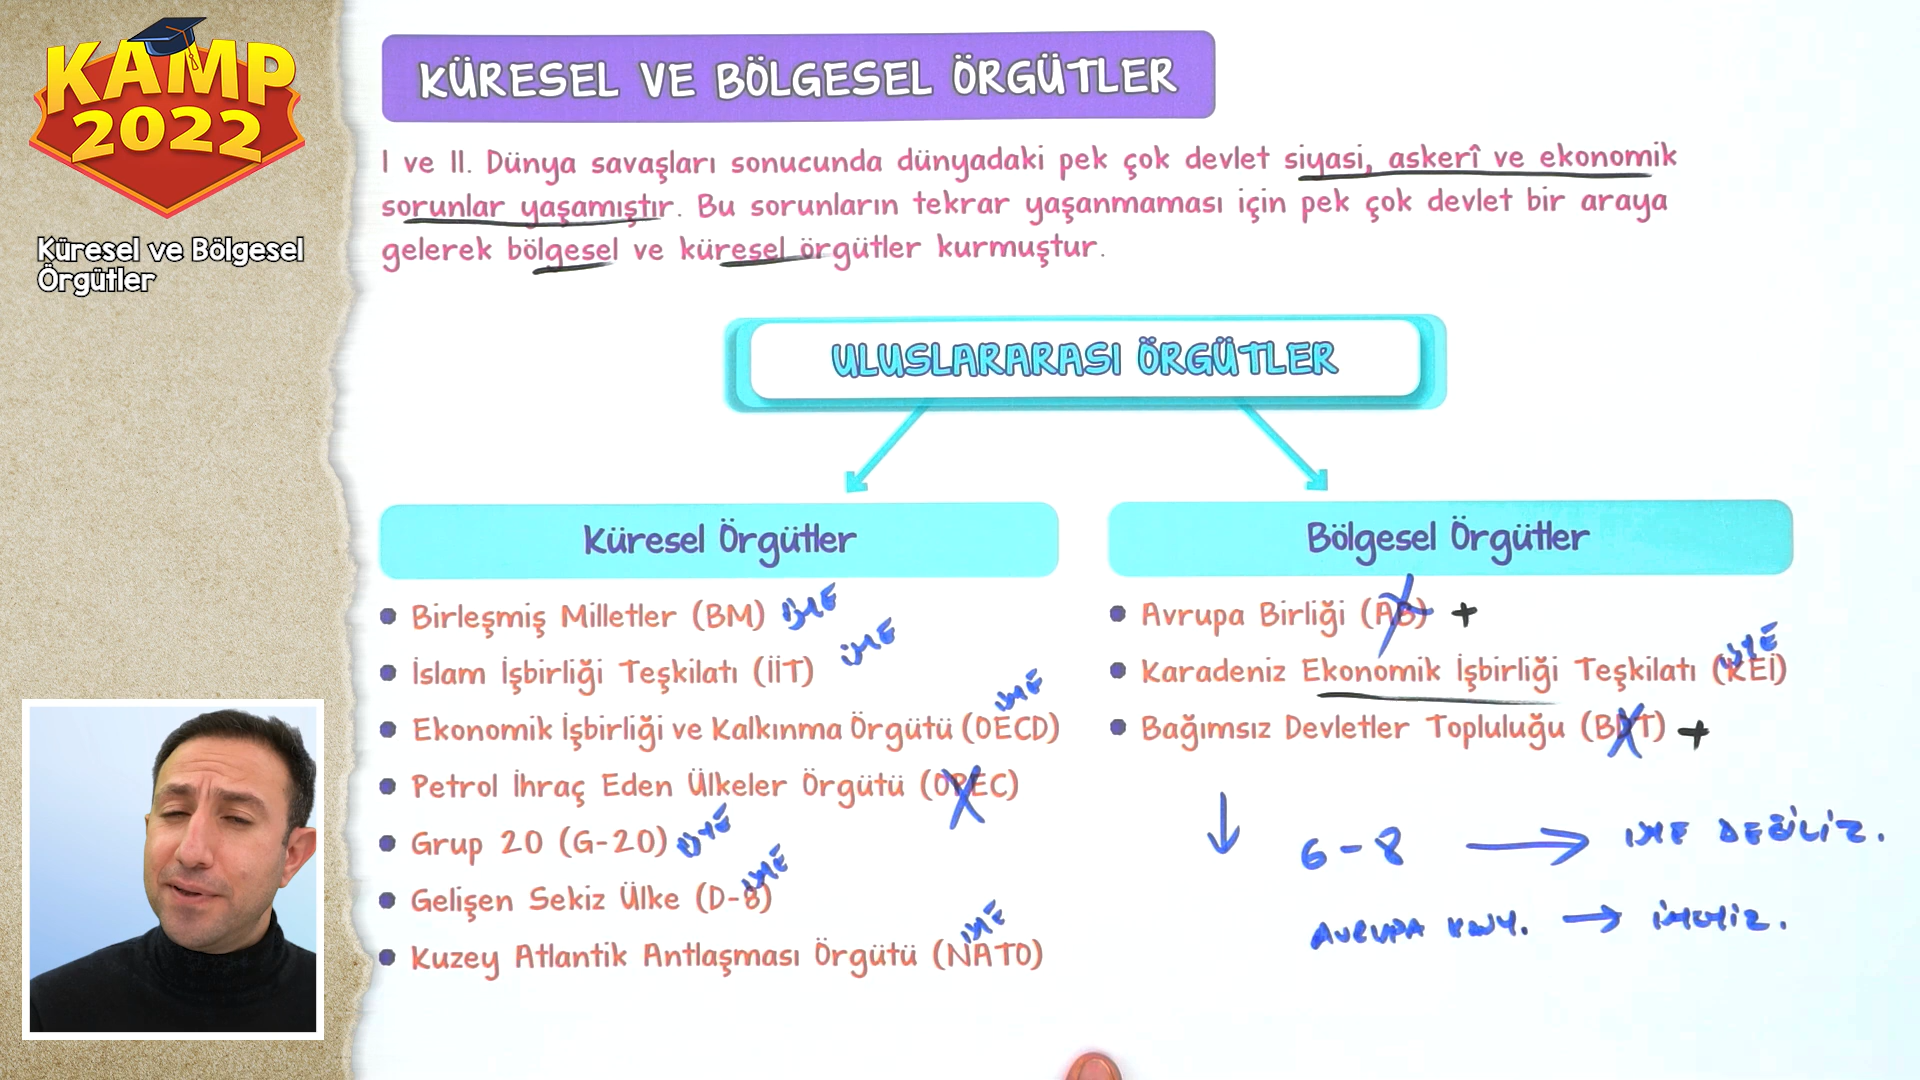 KAMP
2022
Küresel ve Bölgesel
Örgütler
KÜRESEL VE BÖLGESEL ÖRGÜTLER
I ve II. Dünya savaşları sonucunda dünyadaki pek çok devlet siyasi, askerî ve ekonomik
sorunlar yaşamıştır. Bu sorunların tekrar yaşanmaması için pek çok devlet bir araya
gelerek bölgesel ve küresel örgütler kurmuştur.
ULUSLARARASI ÖRGÜTLER
Küresel Örgütler
Birleşmiş Milletler (BM) ÜYE
İslam İşbirliği Teşkilatı (İİT) ÜYE
Ekonomik İşbirliği ve Kalkınma Örgütü (OECD) ÜYE
Petrol İhraç Eden Ülkeler Örgütü (OPEC) X
Grup 20 (G-20) ÜYE
Gelişen Sekiz Ülke (D-8) ÜYE
Kuzey Atlantik Antlaşması Örgütü (NATO) ÜYE
Bölgesel Örgütler
Avrupa Birliği (AB) X +
Karadeniz Ekonomik İşbirliği Teşkilatı (KEİ) ÜYE
Bağımsız Devletler Topluluğu (BDT) X +
↓ G-8 → ÜYE DEĞİLİZ.
AVRUPA KONY. → ÜYEYİZ.